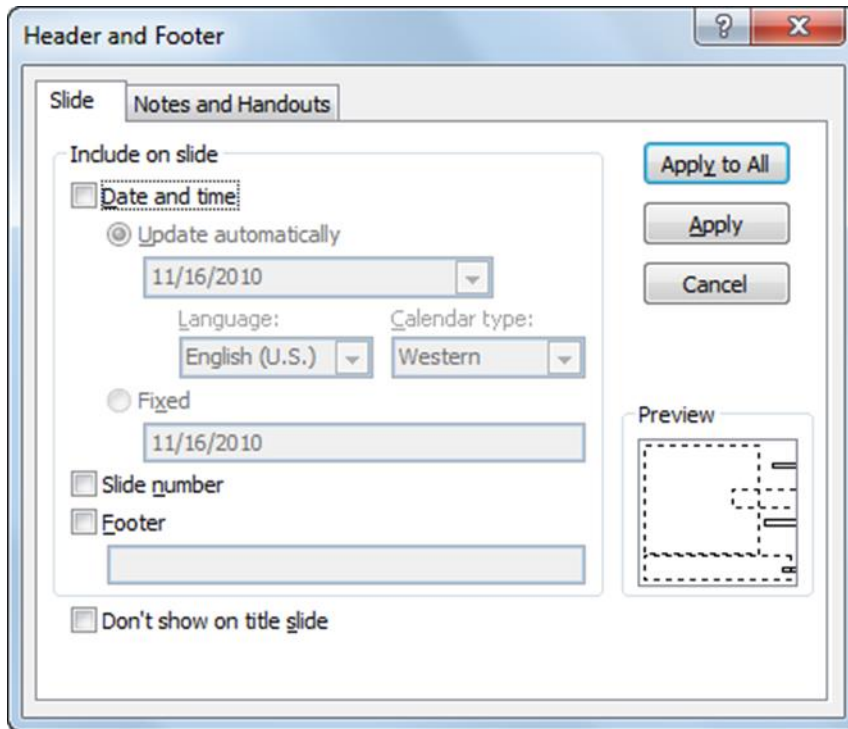 Header and Footer
Slide
Notes and Handouts
Include on slide
Date and time
Update automatically
11/16/2010
Language:
Calendar type:
English (U.S.)
Western
Fixed
11/16/2010
Slide number
Footer
Don't show on title slide
Apply to All
Apply
Cancel
Preview